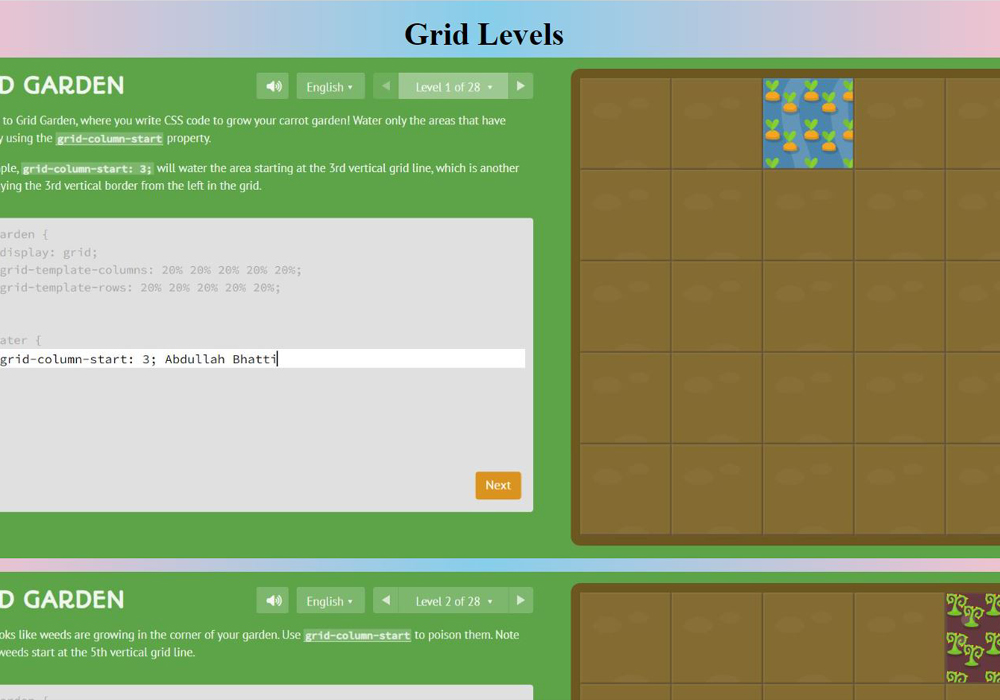 Grid Levels
D GARDEN
English ▾
Level 1 of 28 ▾
to Grid Garden, where you write CSS code to grow your carrot garden! Water only the areas that have
y using the grid-column-start property.
ple, grid-column-start: 3; will water the area starting at the 3rd vertical grid line, which is another
ying the 3rd vertical border from the left in the grid.
arden {
display: grid;
grid-template-columns: 20% 20% 20% 20% 20%;
grid-template-rows: 20% 20% 20% 20% 20%;
ater {
grid-column-start: 3; Abdullah Bhatti
Next
D GARDEN
English ▾
Level 2 of 28 ▾
oks like weeds are growing in the corner of your garden. Use grid-column-start to poison them. Note
weeds start at the 5th vertical grid line.